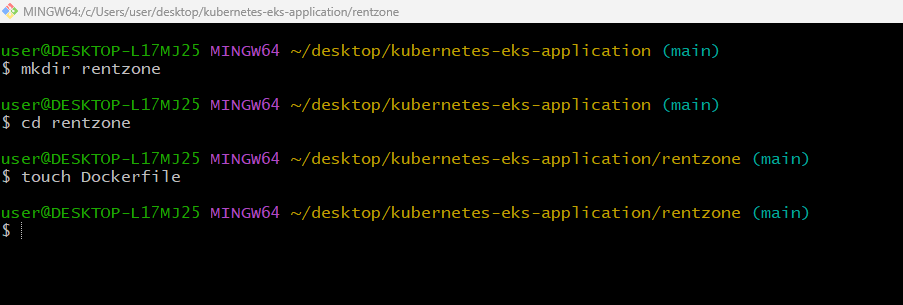 MINGW64:/c/Users/user/desktop/kubernetes-eks-application/rentzone
user@DESKTOP-L17MJ25 MINGW64 ~/desktop/kubernetes-eks-application (main)
$ mkdir rentzone
user@DESKTOP-L17MJ25 MINGW64 ~/desktop/kubernetes-eks-application (main)
$ cd rentzone
user@DESKTOP-L17MJ25 MINGW64 ~/desktop/kubernetes-eks-application/rentzone (main)
$ touch Dockerfile
user@DESKTOP-L17MJ25 MINGW64 ~/desktop/kubernetes-eks-application/rentzone (main)
$